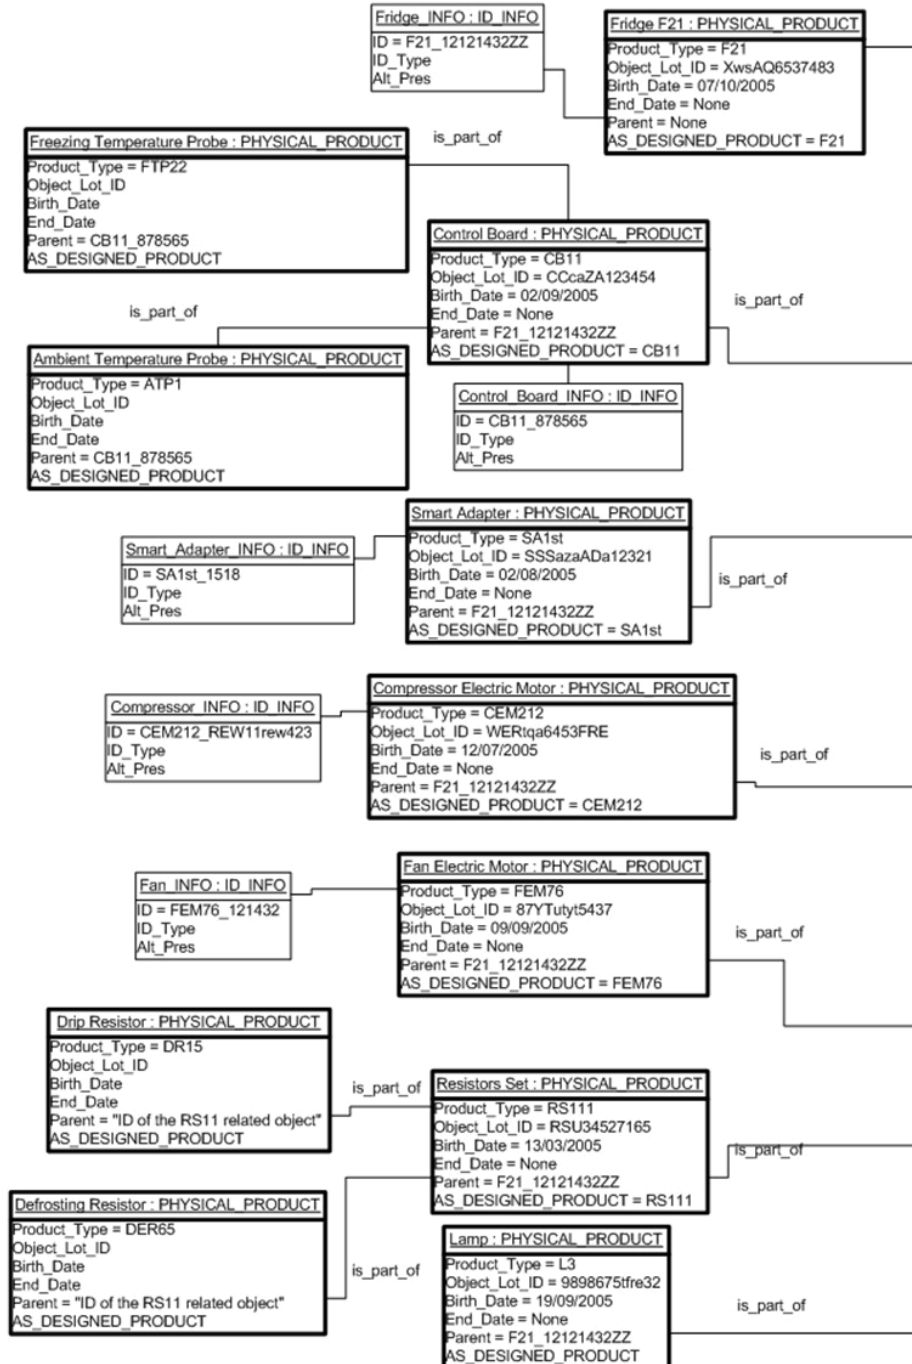 Fridge_INFO : ID_INFO
ID = F21_12121432ZZ
ID_Type
Alt_Pres
Fridge F21 : PHYSICAL_PRODUCT
Product_Type = F21
Object_Lot_ID = XwsAQ6537483
Birth_Date = 07/10/2005
End_Date = None
Parent = None
AS_DESIGNED_PRODUCT = F21
is_part_of
Freezing Temperature Probe : PHYSICAL_PRODUCT
Product_Type = FTP22
Object_Lot_ID
Birth_Date
End_Date
Parent = CB11_878565
AS_DESIGNED_PRODUCT
Control Board : PHYSICAL_PRODUCT
Product_Type = CB11
Object_Lot_ID = CCcaZA123454
Birth_Date = 02/09/2005
End_Date = None
Parent = F21_12121432ZZ
AS_DESIGNED_PRODUCT = CB11
is_part_of
is_part_of
Ambient Temperature Probe : PHYSICAL_PRODUCT
Product_Type = ATP1
Object_Lot_ID
Birth_Date
End_Date
Parent = CB11_878565
AS_DESIGNED_PRODUCT
Control_Board_INFO : ID_INFO
ID = CB11_878565
ID_Type
Alt_Pres
Smart Adapter : PHYSICAL_PRODUCT
Product_Type = SA1st
Object_Lot_ID = SSSazaADa12321
Birth_Date = 02/08/2005
End_Date = None
Parent = F21_12121432ZZ
AS_DESIGNED_PRODUCT = SA1st
Smart_Adapter_INFO : ID_INFO
ID = SA1st_1518
ID_Type
Alt_Pres
is_part_of
Compressor Electric Motor : PHYSICAL_PRODUCT
Product_Type = CEM212
Object_Lot_ID = WERtqa6453FRE
Birth_Date = 12/07/2005
End_Date = None
Parent = F21_12121432ZZ
AS_DESIGNED_PRODUCT = CEM212
Compressor_INFO : ID_INFO
ID = CEM212_REW11rew423
ID_Type
Alt_Pres
is_part_of
Fan Electric Motor : PHYSICAL_PRODUCT
Product_Type = FEM76
Object_Lot_ID = 87YTutyt5437
Birth_Date = 09/09/2005
End_Date = None
Parent = F21_12121432ZZ
AS_DESIGNED_PRODUCT = FEM76
Fan_INFO : ID_INFO
ID = FEM76_121432
ID_Type
Alt_Pres
is_part_of
Drip Resistor : PHYSICAL_PRODUCT
Product_Type = DR15
Object_Lot_ID
Birth_Date
End_Date
Parent = "ID of the RS11 related object"
AS_DESIGNED_PRODUCT
is_part_of
Resistors Set : PHYSICAL_PRODUCT
Product_Type = RS111
Object_Lot_ID = RSU34527165
Birth_Date = 13/03/2005
End_Date = None
Parent = F21_12121432ZZ
AS_DESIGNED_PRODUCT = RS111
is_part_of
Defrosting Resistor : PHYSICAL_PRODUCT
Product_Type = DER65
Object_Lot_ID
Birth_Date
End_Date
Parent = "ID of the RS11 related object"
AS_DESIGNED_PRODUCT
is_part_of
Lamp : PHYSICAL_PRODUCT
Product_Type = L3
Object_Lot_ID = 9898675tfre32
Birth_Date = 19/09/2005
End_Date = None
Parent = F21_12121432ZZ
AS_DESIGNED_PRODUCT
is_part_of